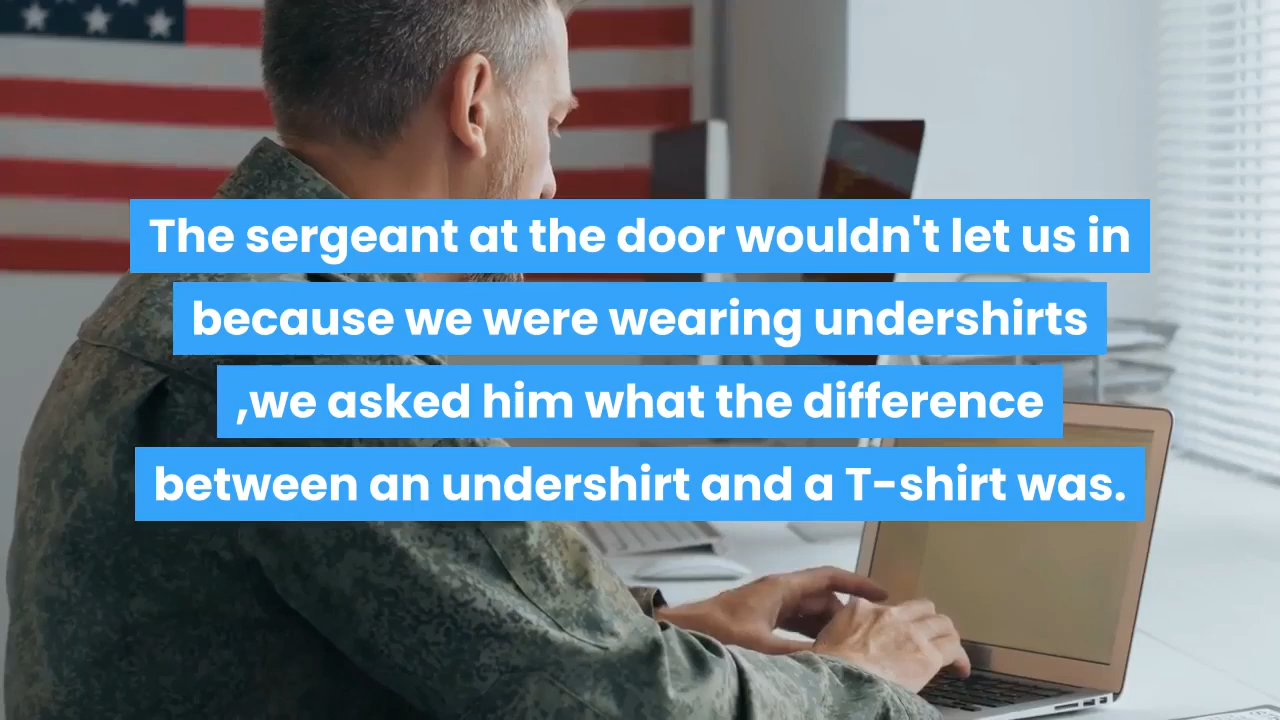 The sergeant at the door wouldn't let us in
because we were wearing undershirts
,we asked him what the difference
between an undershirt and a T-shirt was.